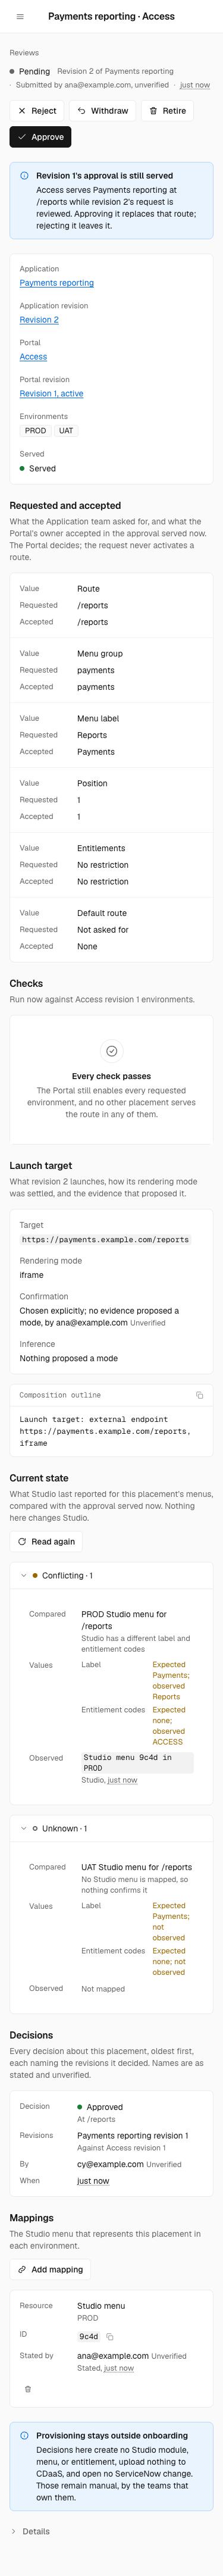 Payments reporting · Access
Reviews
Pending Revision 2 of Payments reporting
· Submitted by ana@example.com, unverified · just now
Reject Withdraw Retire
Approve
Revision 1's approval is still served
Access serves Payments reporting at
/reports while revision 2's request is
reviewed. Approving it replaces that route;
rejecting it leaves it.
Application
Payments reporting
Application revision
Revision 2
Portal
Access
Portal revision
Revision 1, active
Environments
PROD UAT
Served
Served
Requested and accepted
What the Application team asked for, and what the
Portal's owner accepted in the approval served now.
The Portal decides; the request never activates a
route.
Value Route
Requested /reports
Accepted /reports
Value Menu group
Requested payments
Accepted payments
Value Menu label
Requested Reports
Accepted Payments
Value Position
Requested 1
Accepted 1
Value Entitlements
Requested No restriction
Accepted No restriction
Value Default route
Requested Not asked for
Accepted None
Checks
Run now against Access revision 1 environments.
Every check passes
The Portal still enables every requested
environment, and no other placement serves
the route in any of them.
Launch target
What revision 2 launches, how its rendering mode
was settled, and the evidence that proposed it.
Target
https://payments.example.com/reports
Rendering mode
iframe
Confirmation
Chosen explicitly; no evidence proposed a
mode, by ana@example.com Unverified
Inference
Nothing proposed a mode
Composition outline
Launch target: external endpoint
https://payments.example.com/reports,
iframe
Current state
What Studio last reported for this placement's menus,
compared with the approval served now. Nothing
here changes Studio.
Read again
Conflicting · 1
Compared PROD Studio menu for
/reports
Studio has a different label and
entitlement codes
Values Label Expected
Payments;
observed
Reports
Entitlement codes Expected
none;
observed
ACCESS
Observed Studio menu 9c4d in
PROD
Studio, just now
Unknown · 1
Compared UAT Studio menu for /reports
No Studio menu is mapped, so
nothing confirms it
Values Label Expected
Payments;
not
observed
Entitlement codes Expected
none; not
observed
Observed Not mapped
Decisions
Every decision about this placement, oldest first,
each naming the revisions it decided. Names are as
stated and unverified.
Decision Approved
At /reports
Revisions Payments reporting revision 1
Against Access revision 1
By cy@example.com Unverified
When just now
Mappings
The Studio menu that represents this placement in
each environment.
Add mapping
Resource Studio menu
PROD
ID 9c4d
Stated by ana@example.com Unverified
Stated, just now
Provisioning stays outside onboarding
Decisions here create no Studio module,
menu, or entitlement, upload nothing to
CDaaS, and open no ServiceNow change.
Those remain manual, by the teams that
own them.
Details